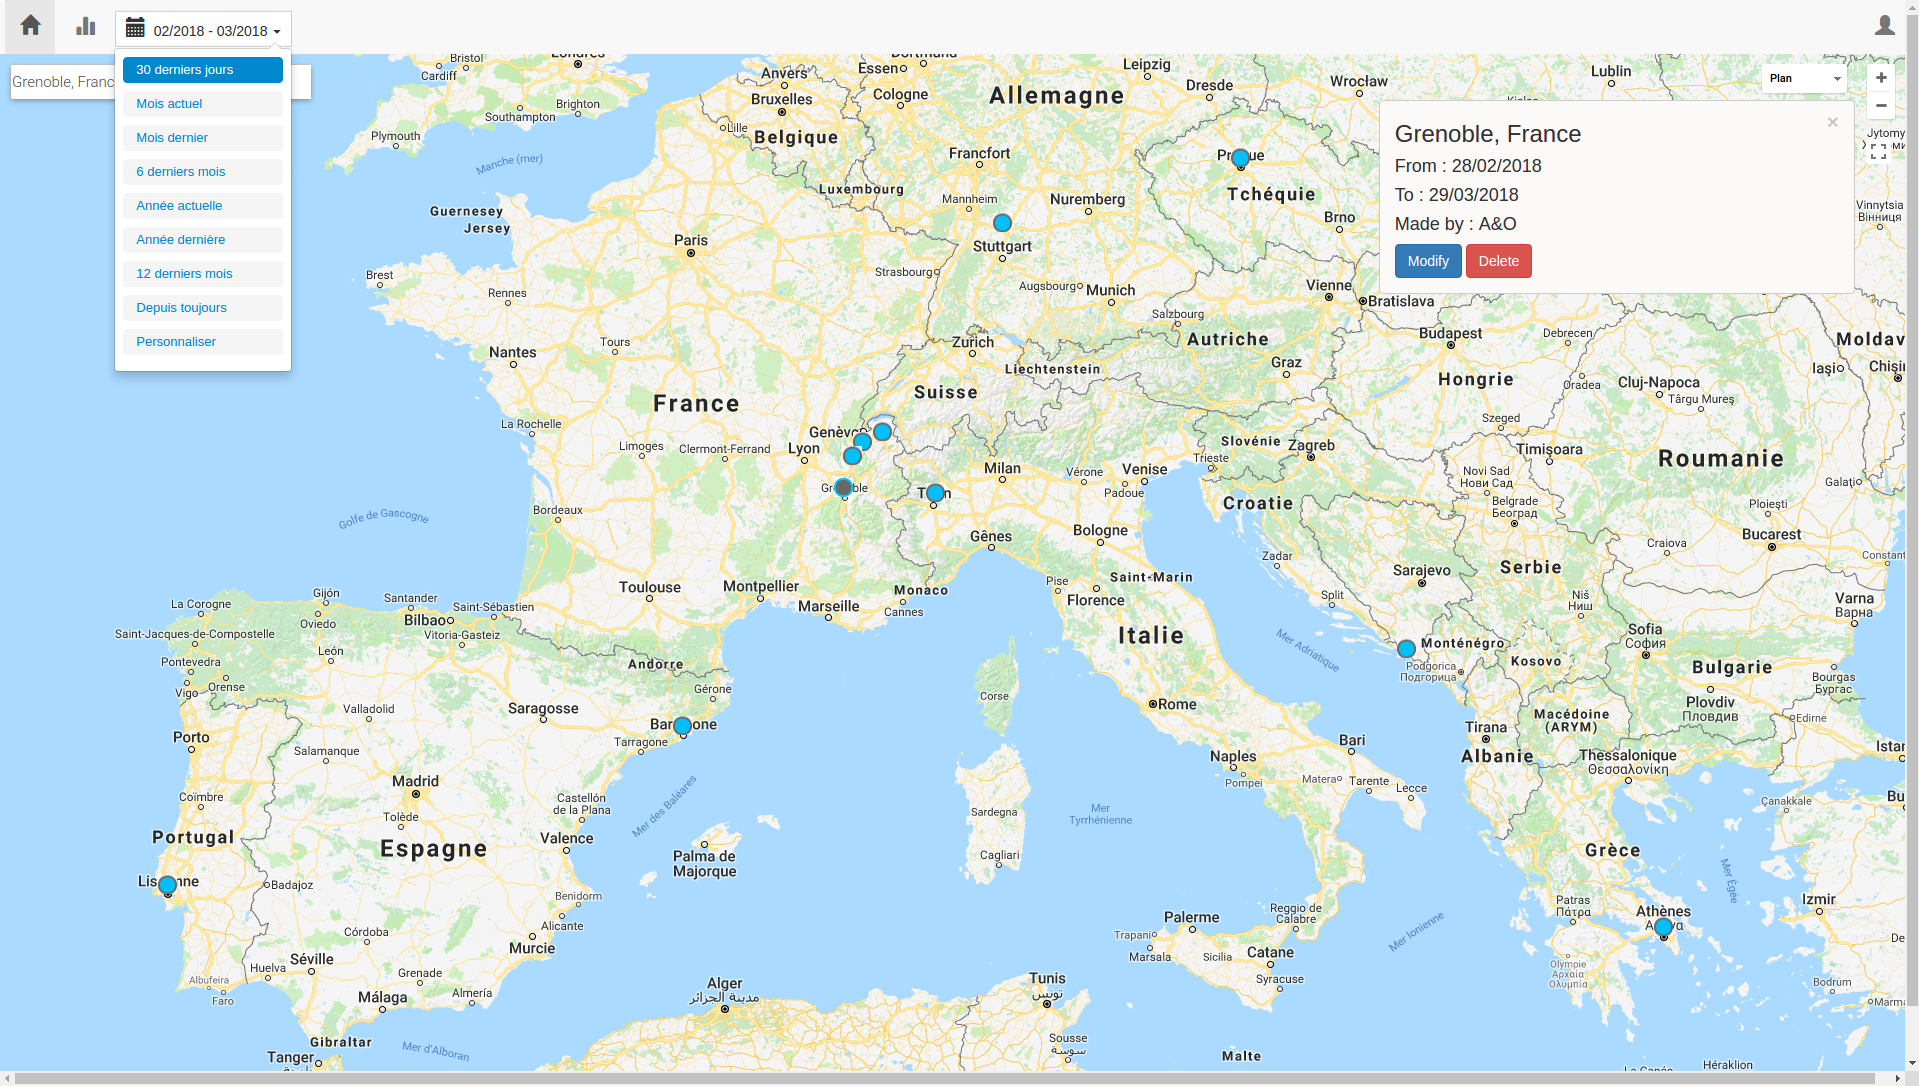 02/2018 - 03/2018
Grenoble, Franc
30 derniers jours
Mois actuel
Mois dernier
6 derniers mois
Année actuelle
Année dernière
12 derniers mois
Depuis toujours
Personnaliser
Plan
+
−
Grenoble, France
×
From : 28/02/2018
To : 29/03/2018
Made by : A&O
Modify Delete
Bristol
Cardiff
Southampton
Brighton
Plymouth
Manche (mer)
Guernesey
Jersey
Anvers
Bruxelles
Lille
Belgique
Essen
Cologne
Allemagne
Leipzig
Dresde
Wrocław
Lublin
Francfort
Luxembourg
Mannheim
Nuremberg
Tchéquie
Brno
Jytomy
Vinnytsia
Вінниця
Stuttgart
Paris
Strasbourg
Augsbourg
Munich
Vienne
Bratislava
Brest
Rennes
Salzbourg
Nantes
Tours
Zurich
Liechtenstein
Autriche
Graz
Budapest
Debrecen
Hongrie
Oradea
Cluj-Napoca
Târgu Mureș
Iași
Moldav
Chiși
France
Suisse
La Rochelle
Limoges
Clermont-Ferrand
Lyon
Szeged
Slovénie
Zagreb
Timișoara
Roumanie
Milan
Vérone
Venise
Padoue
Trieste
Novi Sad
Нови Сад
Galați
Croatie
Belgrade
Београд
Ploiești
Bordeaux
Golfe de Gascogne
Gênes
Bologne
Zadar
Craiova
Bucarest
Constant
Toulouse
Montpellier
Marseille
Monaco
Cannes
Pise
Florence
Saint-Marin
Sarajevo
Serbie
Split
Niš
Ниш
Varna
Варна
La Corogne
Gijón
Santander
Saint-Sébastien
Oviedo
Bilbao
Vitoria-Gasteiz
Saint-Jacques-de-Compostelle
León
Pontevedra
Vigo
Orense
Andorre
Gérone
Italie
Mer Adriatique
Monténégro
Podgorica
Подгорица
Kosovo
Sofia
София
Bulgarie
Bourgas
Бургас
Corse
Rome
Valladolid
Saragosse
Tarragone
Porto
Salamanque
Macédoine
(ARYM)
Plovdiv
Пловдив
Edirne
Tirana
Albanie
Bari
Naples
Pompei
Matera
Tarente
Lecce
Thessalonique
Θεσσαλονίκη
Istan
Madrid
Castellón
de la Plana
Mer des Baléares
Coïmbre
Tolède
Valence
Sardegna
Mer
Tyrrhénienne
Çanakkale
Bu
Portugal
Espagne
Palma de
Majorque
Cagliari
Grèce
Mer Égée
Badajoz
Benidorm
Alicante
Patras
Πάτρα
Athènes
Izmir
Córdoba
Murcie
Palerme
Reggio de
Calabre
Mer Ionienne
Trapani
Marsala
Sicilia
Catane
Syracuse
Olympie
Αρχαία
Ολυμπία
De
Séville
Huelva
Albufeira
Faro
Grenade
Almería
Málaga
Alger
مدينة الجزائر
Tunis
تونس
Bodrum
Marm
Gibraltar
Tanger
Mer d'Alboran
Sousse
سوسة
Malte
Héraklion